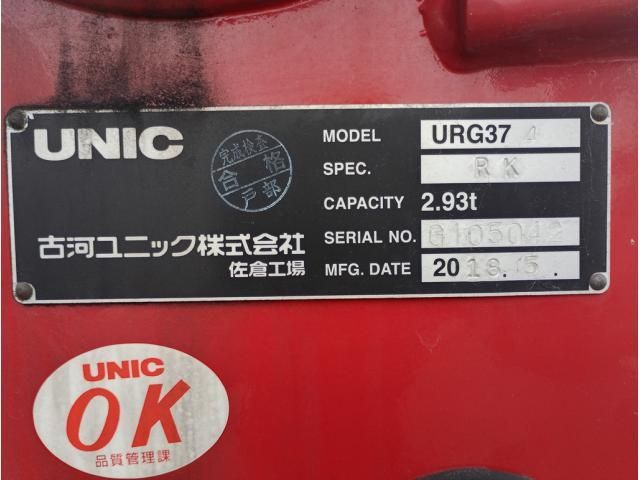 UNIC
完成検査
合格
戸部
MODEL URG374
SPEC. RK
CAPACITY 2.93t
SERIAL NO. G105042
MFG. DATE 2018.5.
古河ユニック株式会社
佐倉工場
UNIC
OK
品質管理課